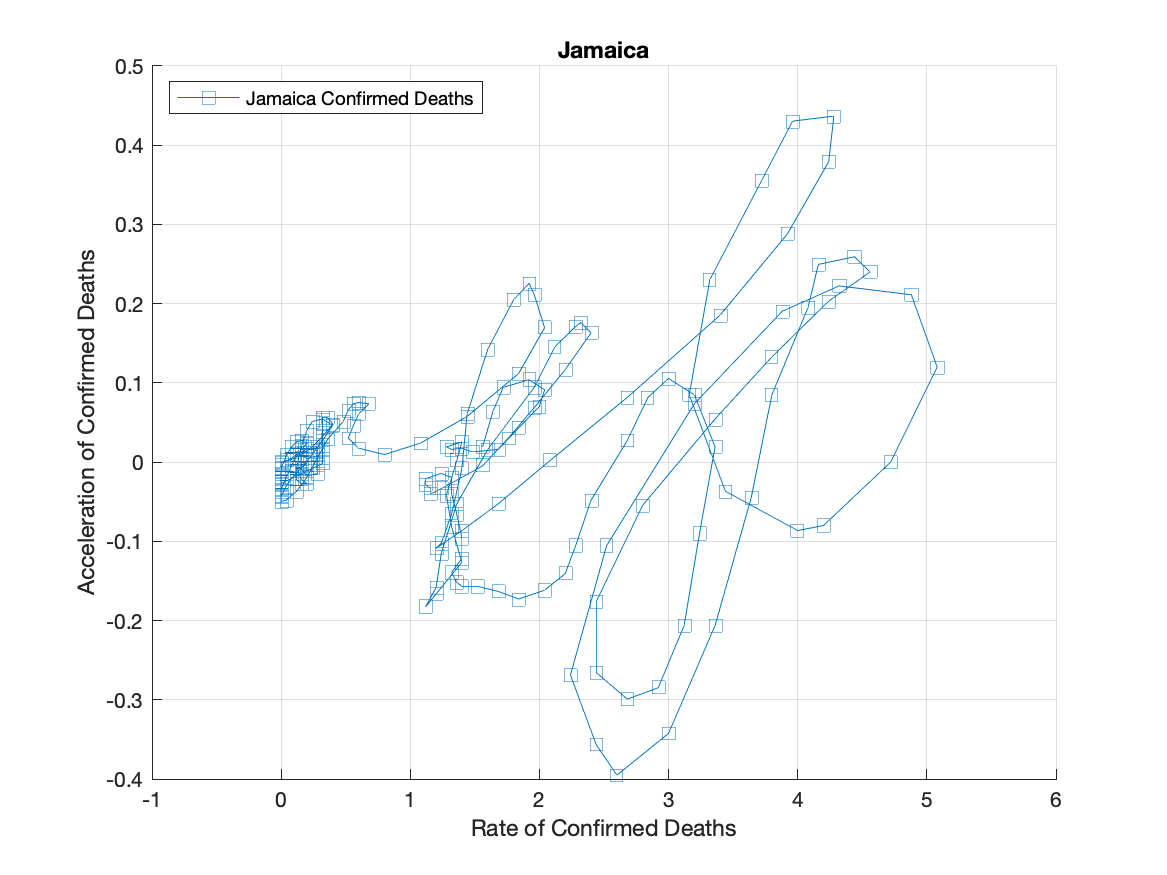 Jamaica
0.5
Jamaica Confirmed Deaths
0.4
0.3
0.2
0.1
0
-0.1
-0.2
-0.3
-0.4
Acceleration of Confirmed Deaths
-1 0 1 2 3 4 5 6
Rate of Confirmed Deaths